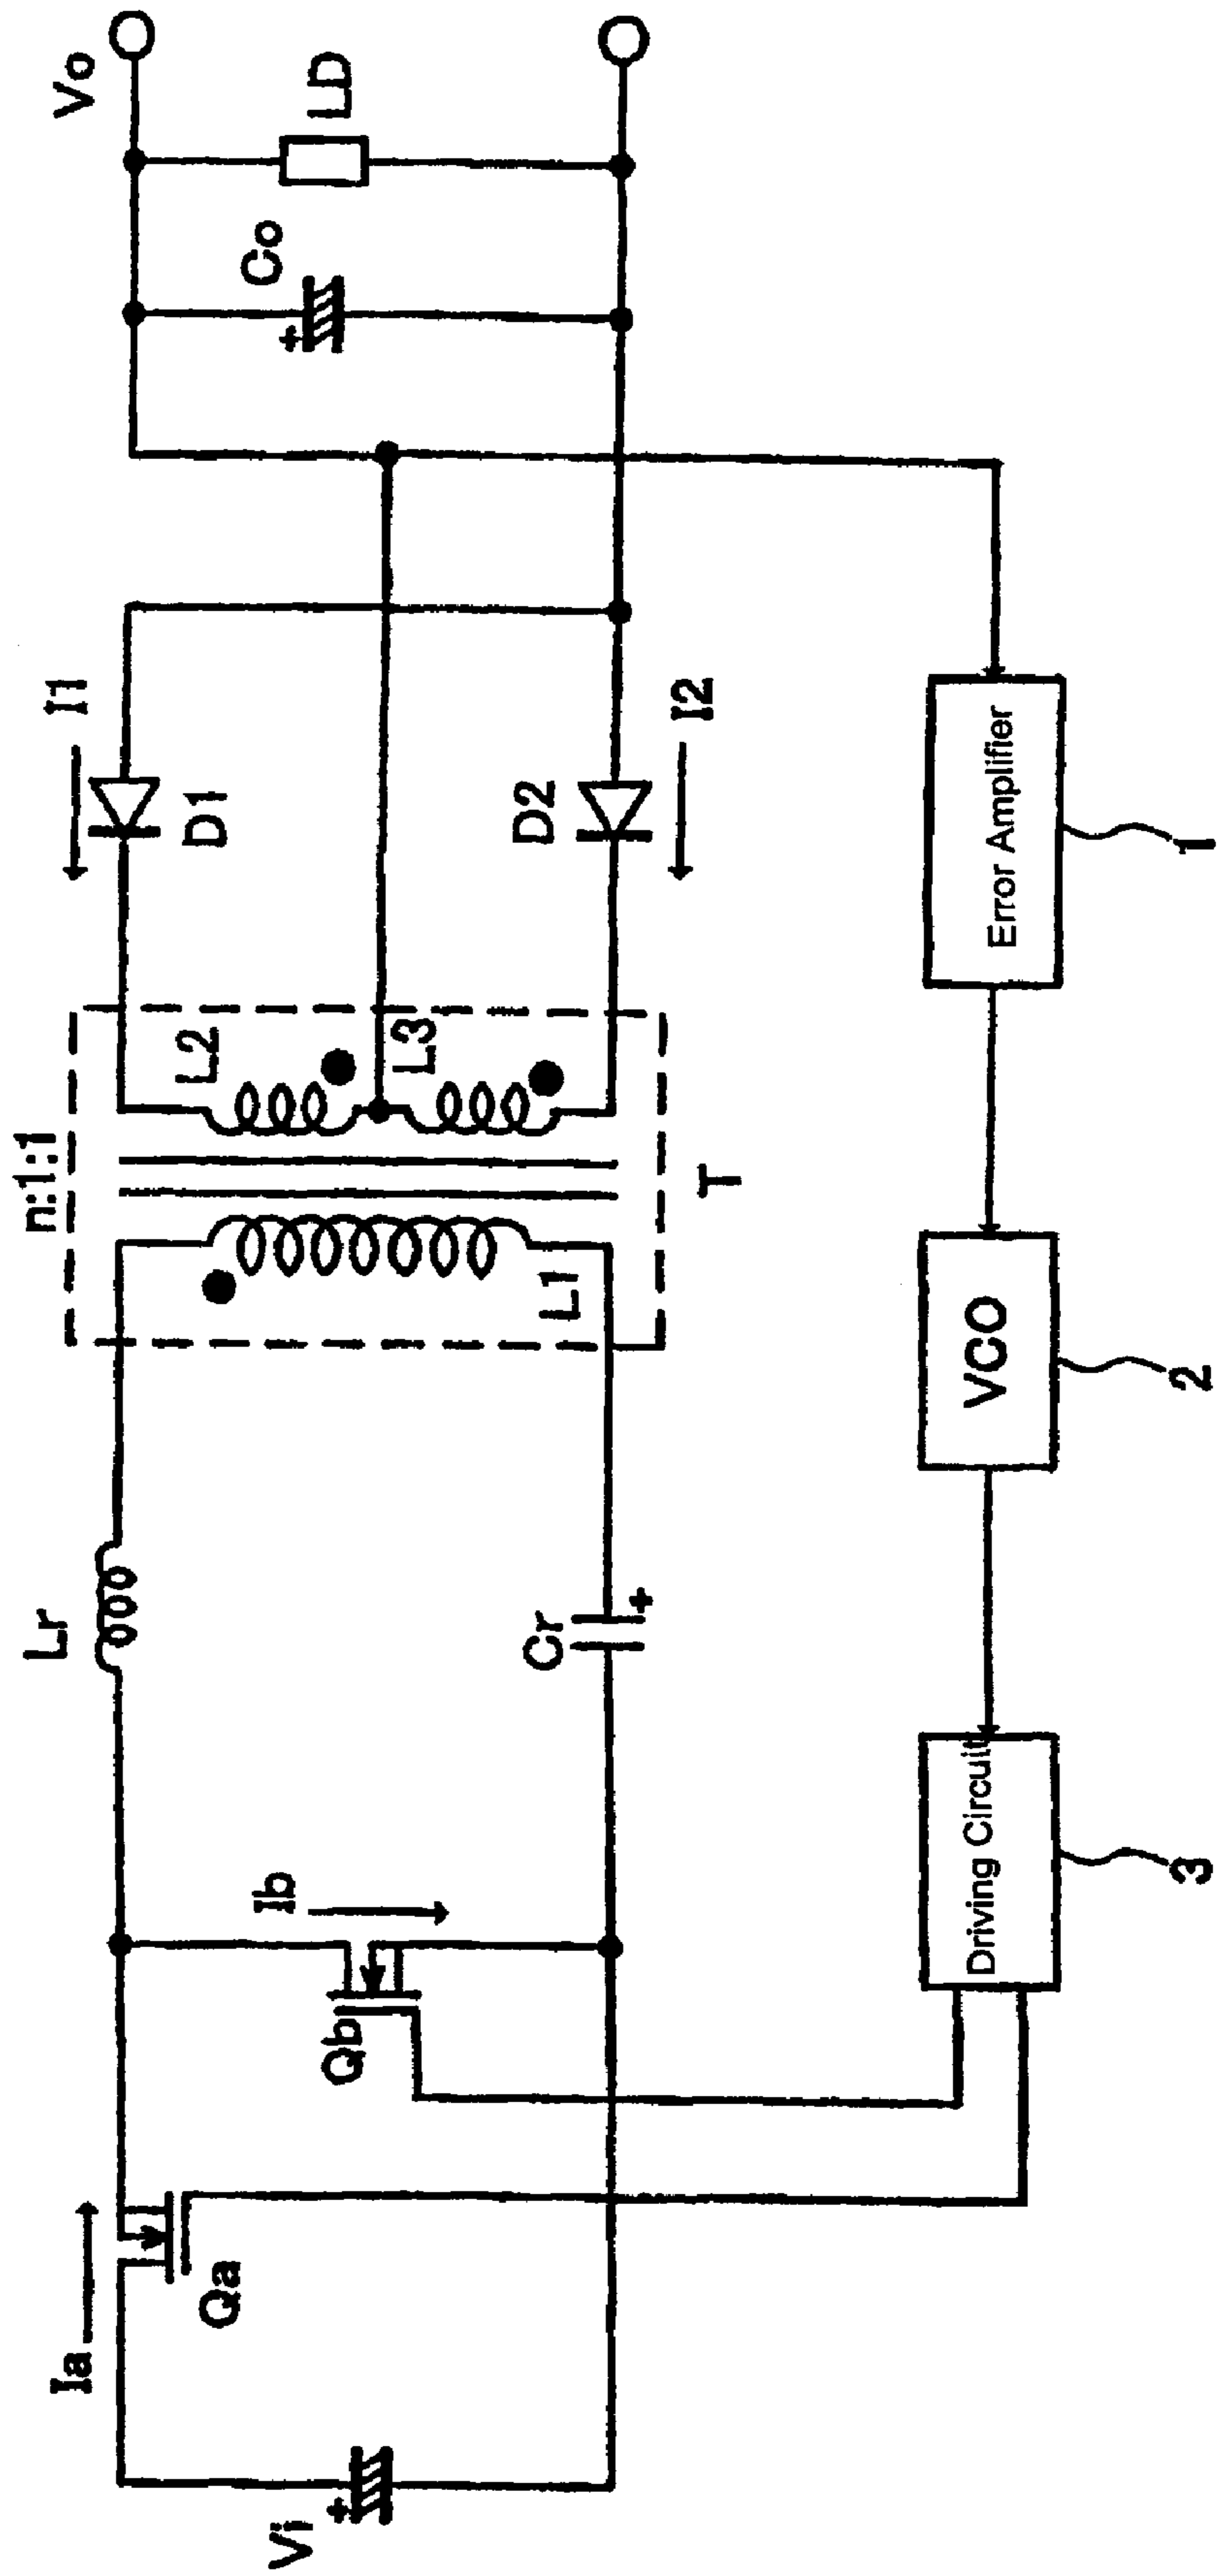 Ia
Lr
n:1:1
I1
Vo
Vi
+
Qa
Qb
Ib
Cr
+
L1
L2
L3
T
D1
D2
I2
Co
+
LD
Driving Circuit
VCO
Error Amplifier
3
2
1